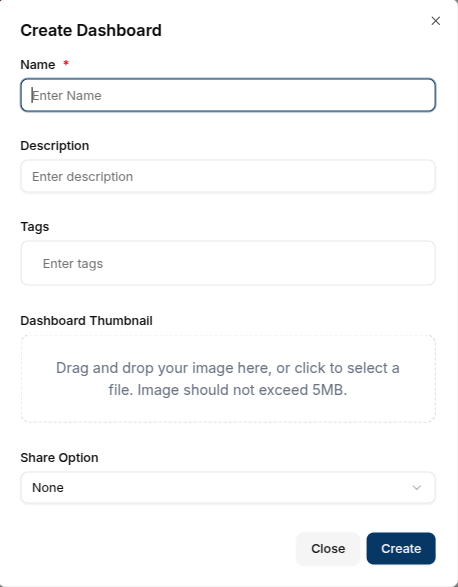 Create Dashboard
Name *
Enter Name
Description
Enter description
Tags
Enter tags
Dashboard Thumbnail
Drag and drop your image here, or click to select a
file. Image should not exceed 5MB.
Share Option
None
Close Create